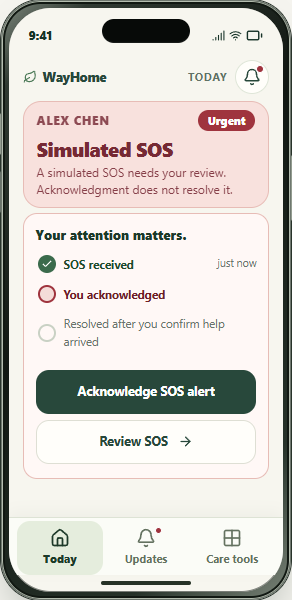 9:41
WayHome
TODAY
ALEX CHEN
Urgent
Simulated SOS
A simulated SOS needs your review.
Acknowledgment does not resolve it.
Your attention matters.
SOS received
just now
You acknowledged
Resolved after you confirm help
arrived
Acknowledge SOS alert
Review SOS →
Today
Updates
Care tools